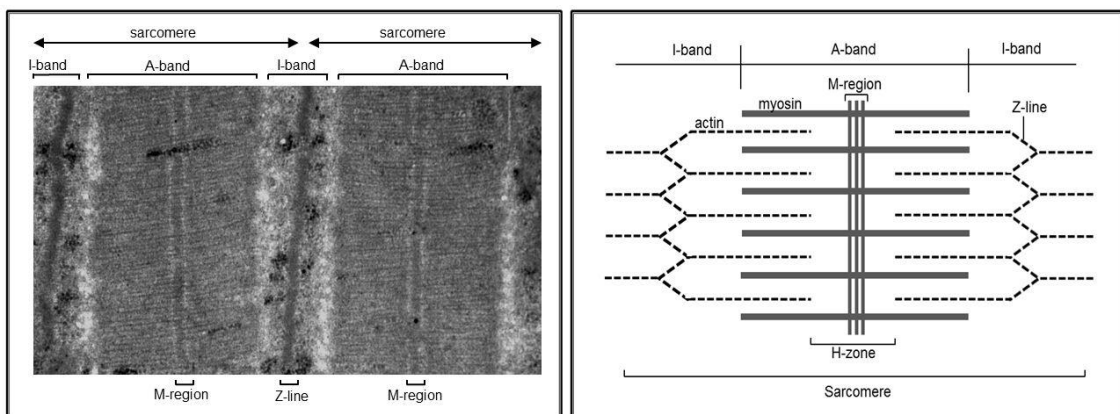 sarcomere sarcomere
I-band A-band I-band A-band
M-region Z-line M-region
I-band A-band I-band
M-region
myosin
Z-line
actin
H-zone
Sarcomere